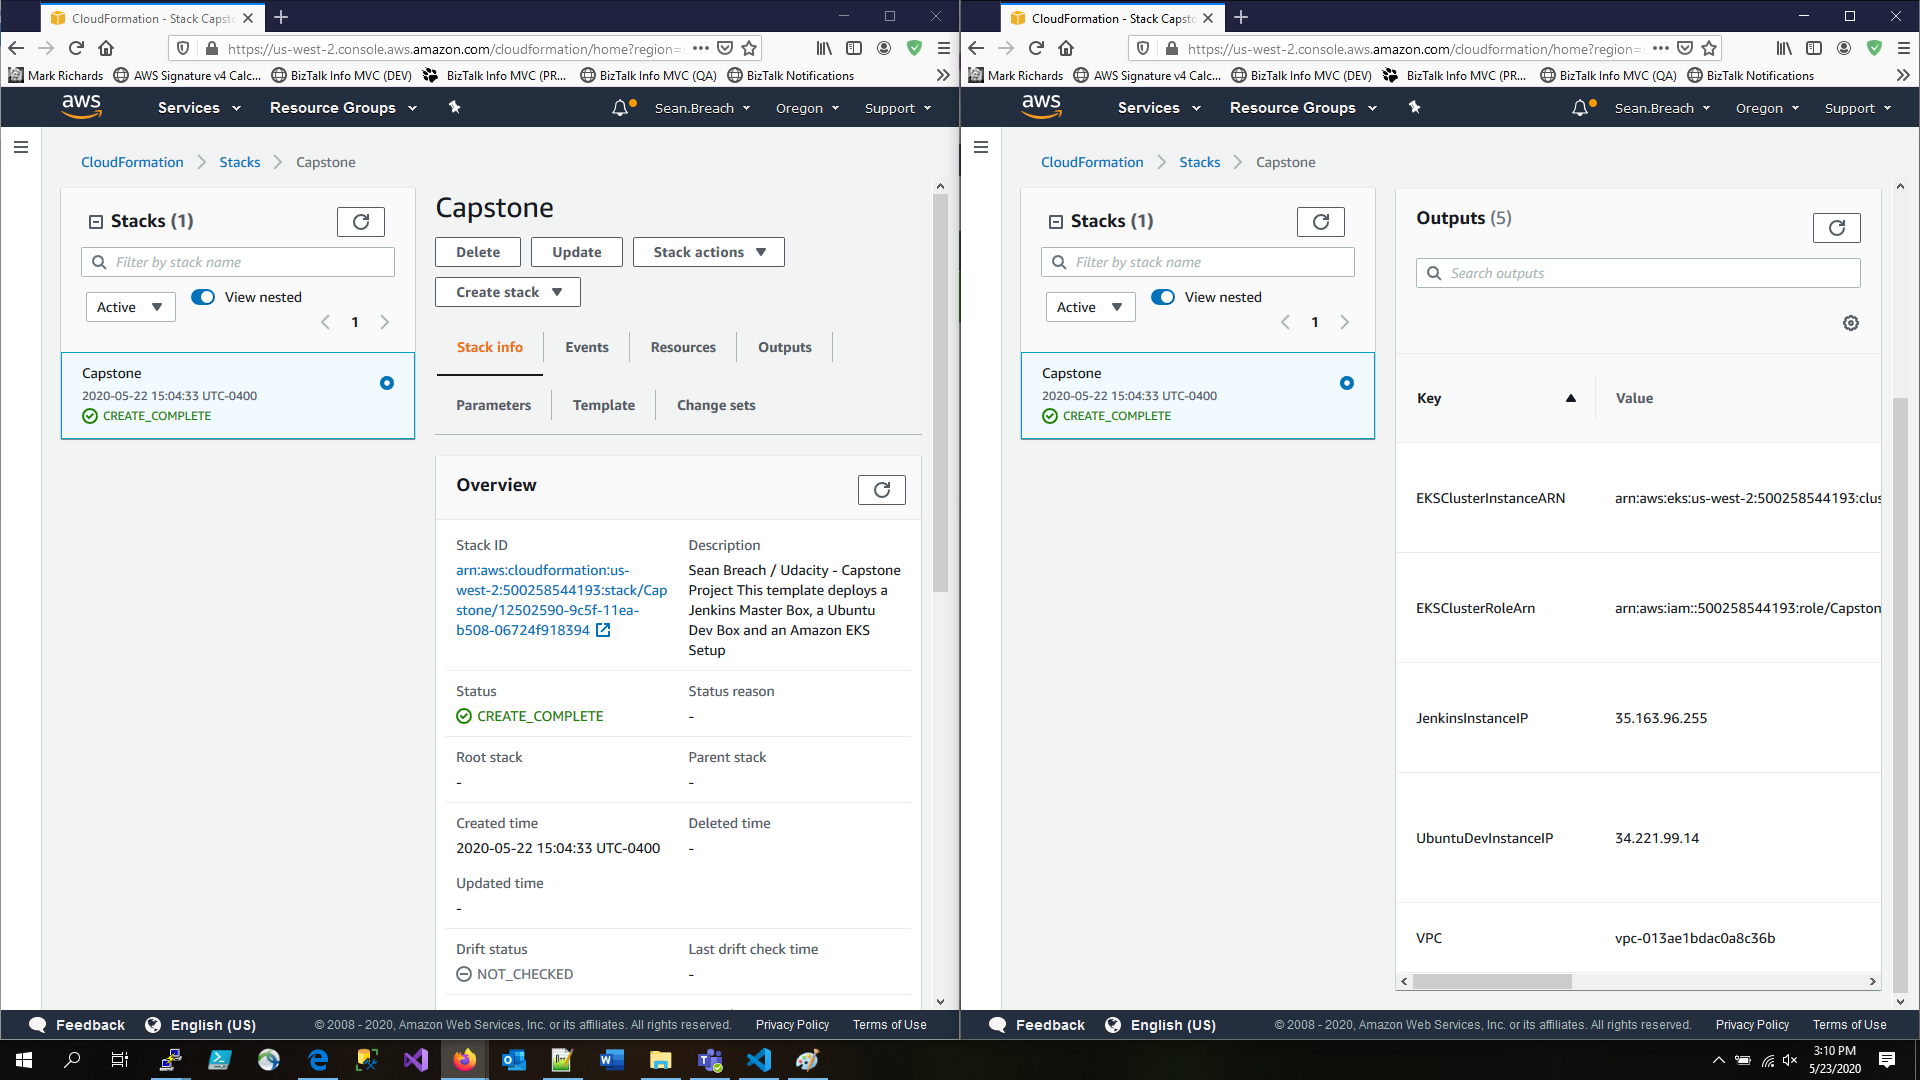 CloudFormation - Stack Capsto
https://us-west-2.console.aws.amazon.com/cloudformation/home?region=
Mark Richards
AWS Signature v4 Calc...
BizTalk Info MVC (DEV)
BizTalk Info MVC (PR...
BizTalk Info MVC (QA)
BizTalk Notifications
aws
Services
Resource Groups
Sean.Breach
Oregon
Support
CloudFormation
Stacks
Capstone
Stacks (1)
Filter by stack name
Active
View nested
1
Capstone
2020-05-22 15:04:33 UTC-0400
CREATE_COMPLETE
Capstone
Delete
Update
Stack actions
Create stack
Stack info
Events
Resources
Outputs
Parameters
Template
Change sets
Overview
Stack ID
arn:aws:cloudformation:us-
west-2:500258544193:stack/Cap
stone/12502590-9c5f-11ea-
b508-06724f918394
Description
Sean Breach / Udacity - Capstone
Project This template deploys a
Jenkins Master Box, a Ubuntu
Dev Box and an Amazon EKS
Setup
Status
CREATE_COMPLETE
Status reason
-
Root stack
-
Parent stack
-
Created time
2020-05-22 15:04:33 UTC-0400
Deleted time
-
Updated time
-
Drift status
NOT_CHECKED
Last drift check time
-
Feedback
English (US)
© 2008 - 2020, Amazon Web Services, Inc. or its affiliates. All rights reserved.
Privacy Policy
Terms of Use
CloudFormation - Stack Capsto
https://us-west-2.console.aws.amazon.com/cloudformation/home?region=
Mark Richards
AWS Signature v4 Calc...
BizTalk Info MVC (DEV)
BizTalk Info MVC (PR...
BizTalk Info MVC (QA)
BizTalk Notifications
aws
Services
Resource Groups
Sean.Breach
Oregon
Support
CloudFormation
Stacks
Capstone
Stacks (1)
Filter by stack name
Active
View nested
1
Capstone
2020-05-22 15:04:33 UTC-0400
CREATE_COMPLETE
Outputs (5)
Search outputs
Key
Value
EKSClusterInstanceARN
arn:aws:eks:us-west-2:500258544193:clus
EKSClusterRoleArn
arn:aws:iam::500258544193:role/Capston
JenkinsInstanceIP
35.163.96.255
UbuntuDevInstanceIP
34.221.99.14
VPC
vpc-013ae1bdac0a8c36b
Feedback
English (US)
© 2008 - 2020, Amazon Web Services, Inc. or its affiliates. All rights reserved.
Privacy Policy
Terms of Use
3:10 PM
5/23/2020